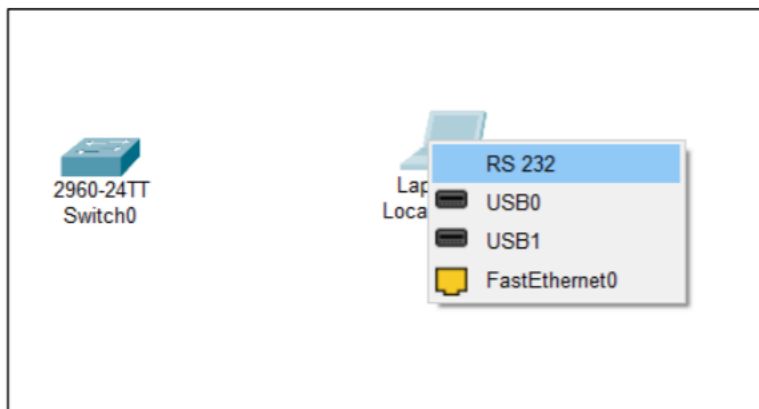 2960-24TT
Switch0
RS 232
USB0
USB1
FastEthernet0